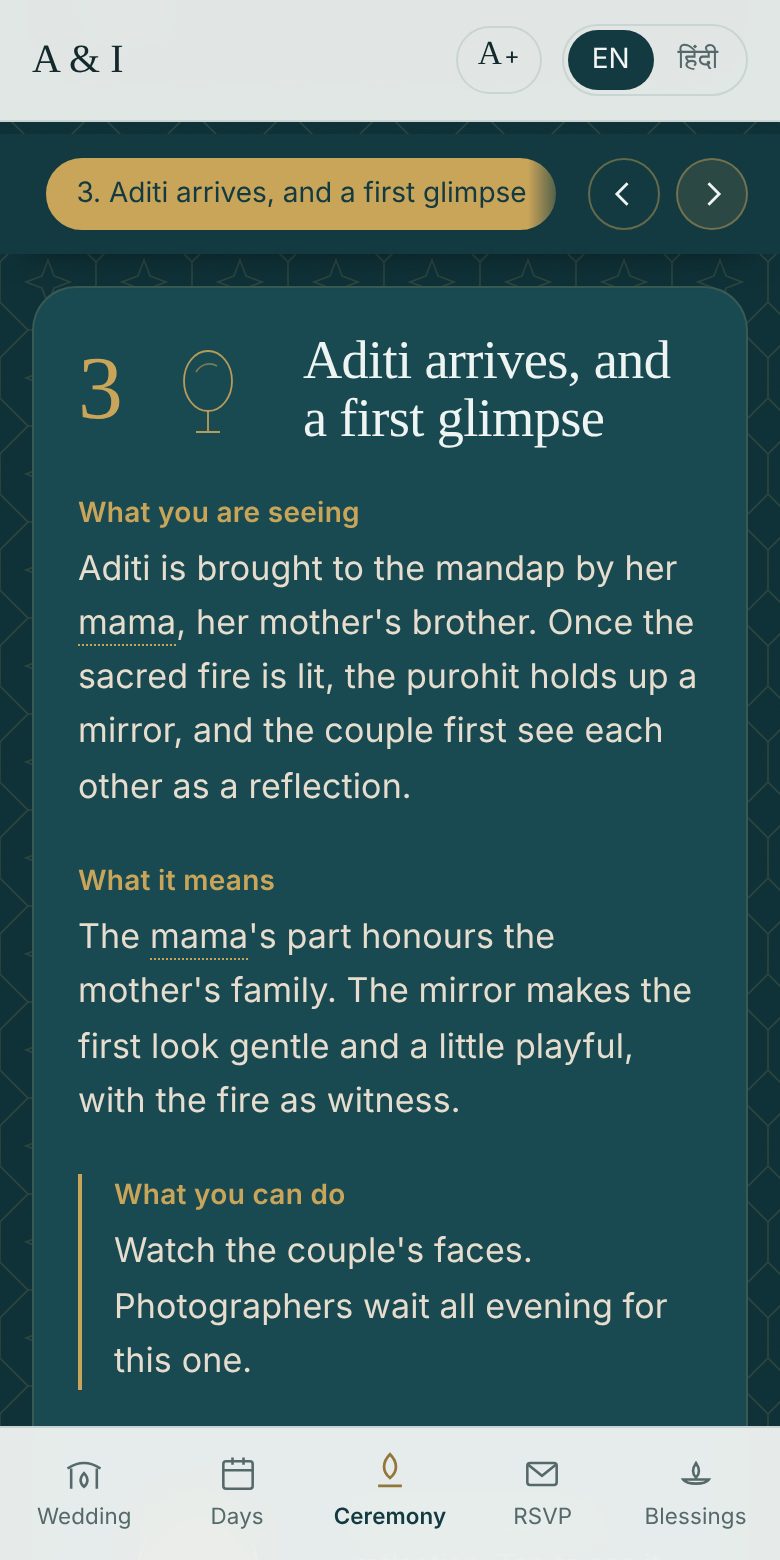 A & I
A+
EN
हिंदी
3. Aditi arrives, and a first glimpse
3
Aditi arrives, and
a first glimpse
What you are seeing
Aditi is brought to the mandap by her
mama, her mother's brother. Once the
sacred fire is lit, the purohit holds up a
mirror, and the couple first see each
other as a reflection.
What it means
The mama's part honours the
mother's family. The mirror makes the
first look gentle and a little playful,
with the fire as witness.
What you can do
Watch the couple's faces.
Photographers wait all evening for
this one.
Wedding
Days
Ceremony
RSVP
Blessings